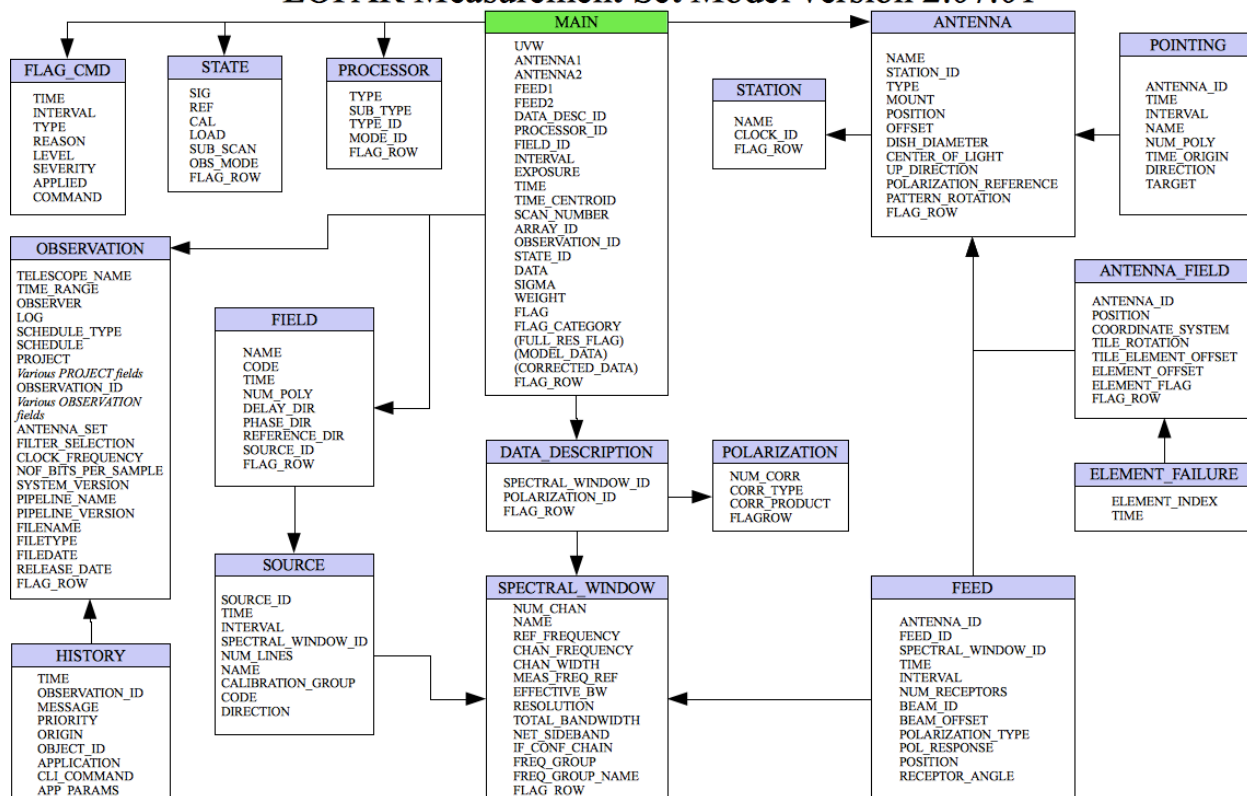 LOFAR Measurement Set Model version 2.07.01
MAIN
UVW
ANTENNA1
ANTENNA2
FEED1
FEED2
DATA_DESC_ID
PROCESSOR_ID
FIELD_ID
INTERVAL
EXPOSURE
TIME
TIME_CENTROID
SCAN_NUMBER
ARRAY_ID
OBSERVATION_ID
STATE_ID
DATA
SIGMA
WEIGHT
FLAG
FLAG_CATEGORY
(FULL_RES_FLAG)
(MODEL_DATA)
(CORRECTED_DATA)
FLAG_ROW
FLAG_CMD
TIME
INTERVAL
TYPE
REASON
LEVEL
SEVERITY
APPLIED
COMMAND
STATE
SIG
REF
CAL
LOAD
SUB_SCAN
OBS_MODE
FLAG_ROW
PROCESSOR
TYPE
SUB_TYPE
TYPE_ID
MODE_ID
FLAG_ROW
STATION
NAME
CLOCK_ID
FLAG_ROW
ANTENNA
NAME
STATION_ID
TYPE
MOUNT
POSITION
OFFSET
DISH_DIAMETER
CENTER_OF_LIGHT
UP_DIRECTION
POLARIZATION_REFERENCE
PATTERN_ROTATION
FLAG_ROW
POINTING
ANTENNA_ID
TIME
INTERVAL
NAME
NUM_POLY
TIME_ORIGIN
DIRECTION
TARGET
OBSERVATION
TELESCOPE_NAME
TIME_RANGE
OBSERVER
LOG
SCHEDULE_TYPE
SCHEDULE
PROJECT
Various PROJECT fields
OBSERVATION_ID
Various OBSERVATION
fields
ANTENNA_SET
FILTER_SELECTION
CLOCK_FREQUENCY
NOF_BITS_PER_SAMPLE
SYSTEM_VERSION
PIPELINE_NAME
PIPELINE_VERSION
FILENAME
FILETYPE
FILEDATE
RELEASE_DATE
FLAG_ROW
FIELD
NAME
CODE
TIME
NUM_POLY
DELAY_DIR
PHASE_DIR
REFERENCE_DIR
SOURCE_ID
FLAG_ROW
ANTENNA_FIELD
ANTENNA_ID
POSITION
COORDINATE_SYSTEM
TILE_ROTATION
TILE_ELEMENT_OFFSET
ELEMENT_OFFSET
ELEMENT_FLAG
FLAG_ROW
DATA_DESCRIPTION
SPECTRAL_WINDOW_ID
POLARIZATION_ID
FLAG_ROW
POLARIZATION
NUM_CORR
CORR_TYPE
CORR_PRODUCT
FLAGROW
ELEMENT_FAILURE
ELEMENT_INDEX
TIME
SOURCE
SOURCE_ID
TIME
INTERVAL
SPECTRAL_WINDOW_ID
NUM_LINES
NAME
CALIBRATION_GROUP
CODE
DIRECTION
SPECTRAL_WINDOW
NUM_CHAN
NAME
REF_FREQUENCY
CHAN_FREQUENCY
CHAN_WIDTH
MEAS_FREQ_REF
EFFECTIVE_BW
RESOLUTION
TOTAL_BANDWIDTH
NET_SIDEBAND
IF_CONF_CHAIN
FREQ_GROUP
FREQ_GROUP_NAME
FLAG_ROW
FEED
ANTENNA_ID
FEED_ID
SPECTRAL_WINDOW_ID
TIME
INTERVAL
NUM_RECEPTORS
BEAM_ID
BEAM_OFFSET
POLARIZATION_TYPE
POL_RESPONSE
POSITION
RECEPTOR_ANGLE
HISTORY
TIME
OBSERVATION_ID
MESSAGE
PRIORITY
ORIGIN
OBJECT_ID
APPLICATION
CLI_COMMAND
APP_PARAMS